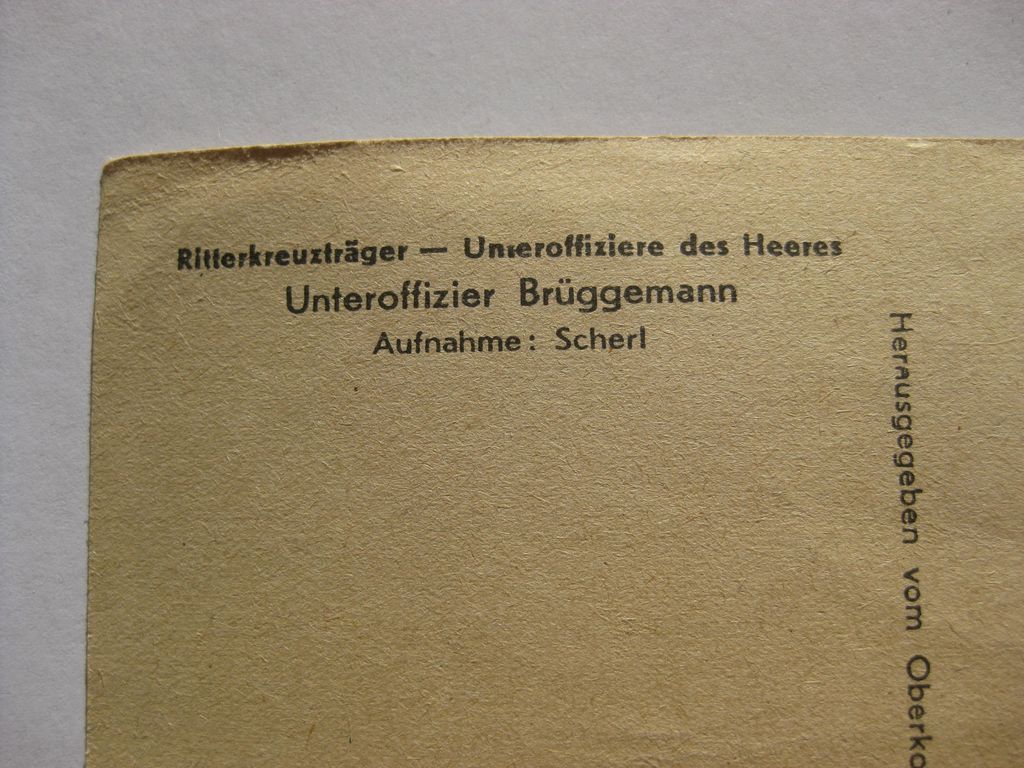 Ritterkreuzträger — Unteroffiziere des Heeres
Unteroffizier Brüggemann
Aufnahme: Scherl
Herausgegeben vom